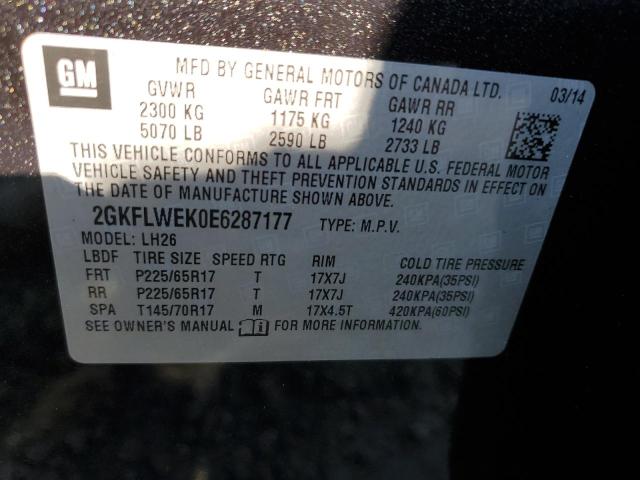 GM
MFD BY GENERAL MOTORS OF CANADA LTD.
03/14
GVWR GAWR FRT GAWR RR
2300 KG 1175 KG 1240 KG
5070 LB 2590 LB 2733 LB
THIS VEHICLE CONFORMS TO ALL APPLICABLE U.S. FEDERAL MOTOR
VEHICLE SAFETY AND THEFT PREVENTION STANDARDS IN EFFECT ON
THE DATE OF MANUFACTURE SHOWN ABOVE.
2GKFLWEK0E6287177 TYPE: M.P.V.
MODEL: LH26
LBDF TIRE SIZE SPEED RTG RIM COLD TIRE PRESSURE
FRT P225/65R17 T 17X7J 240KPA(35PSI)
RR P225/65R17 T 17X7J 240KPA(35PSI)
SPA T145/70R17 M 17X4.5T 420KPA(60PSI)
SEE OWNER'S MANUAL FOR MORE INFORMATION.